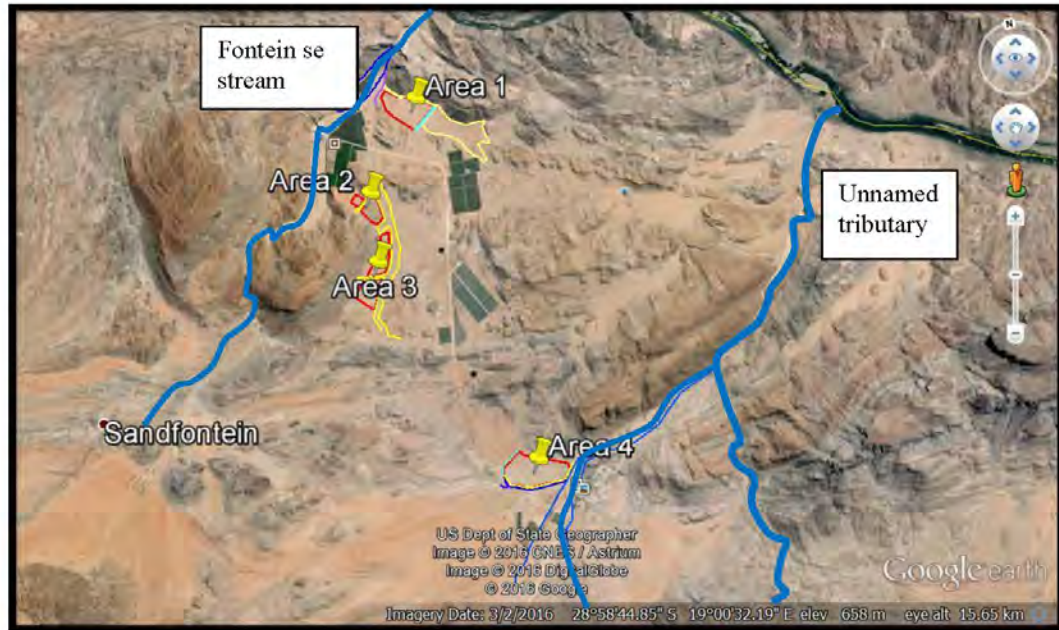 Fontein se
stream
Area 1
N
Area 2
Unnamed
tributary
Area 3
Sandfontein
Area 4
US Dept of State Geographer
Image © 2016 CNES / Astrium
Image © 2016 DigitalGlobe
© 2016 Google
Google earth
Imagery Date: 3/2/2016 28°58'44.85" S 19°00'32.19" E elev 658 m eye alt 15.65 km